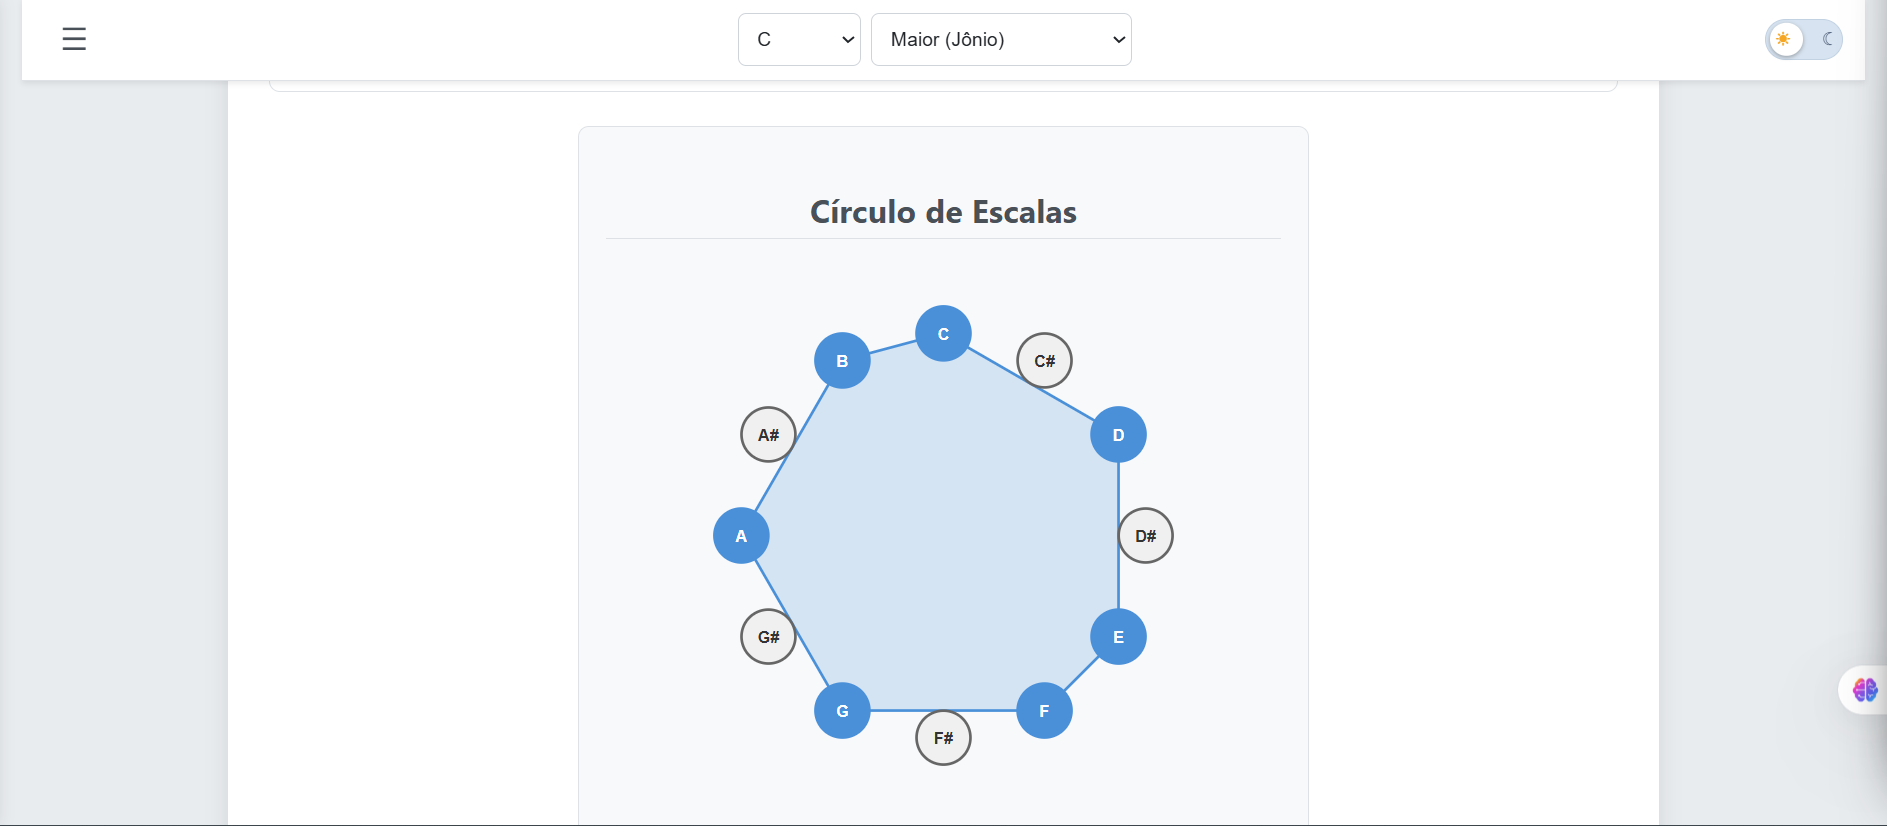 C
Maior (Jônio)
Círculo de Escalas
C
B
C#
A#
D
A
D#
G#
E
G
F
F#